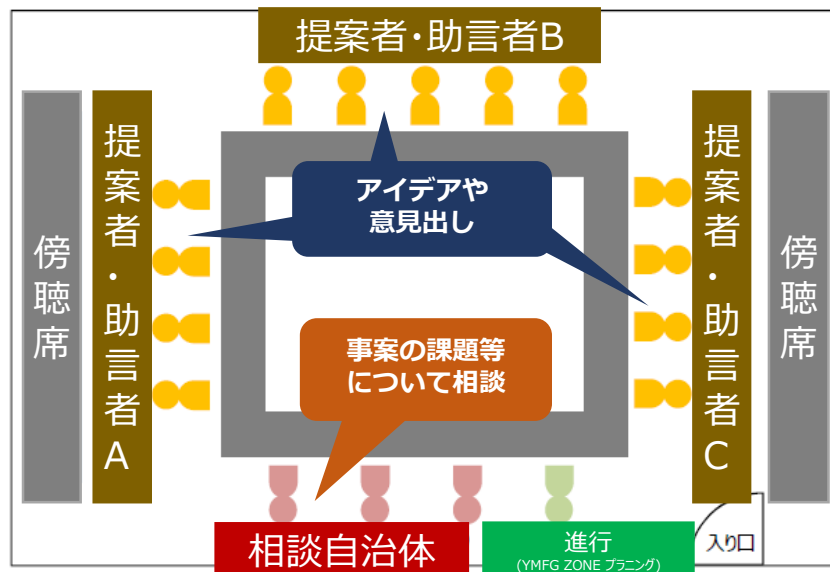 提案者・助言者B
傍聴席
提案者・助言者A
アイデアや
意見出し
事案の課題等
について相談
提案者・助言者C
傍聴席
相談自治体
進行
(YMFG ZONE プラニング)
入り口